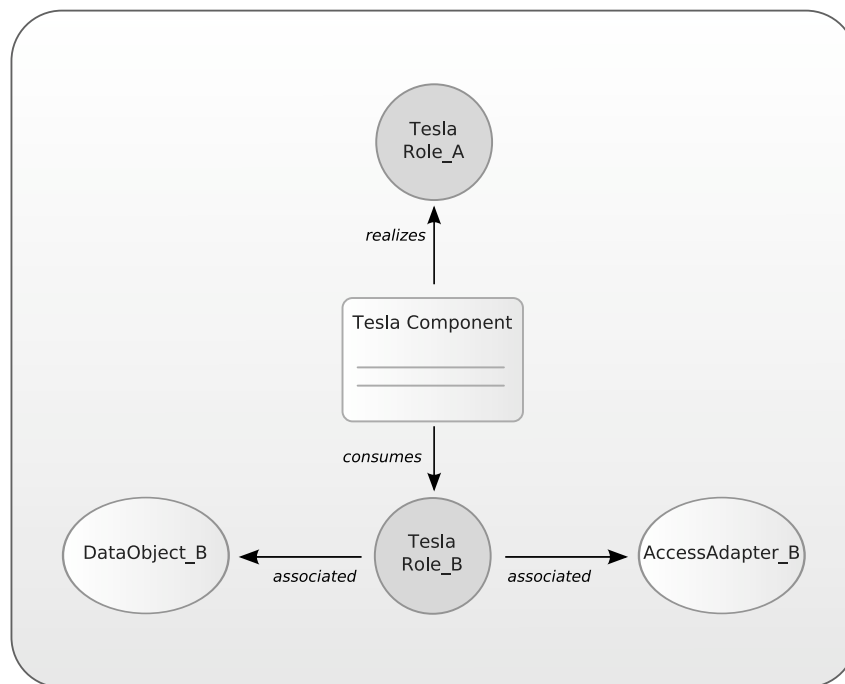 Tesla
Role_A
realizes
Tesla Component
consumes
DataObject_B
Tesla
Role_B
AccessAdapter_B
associated
associated